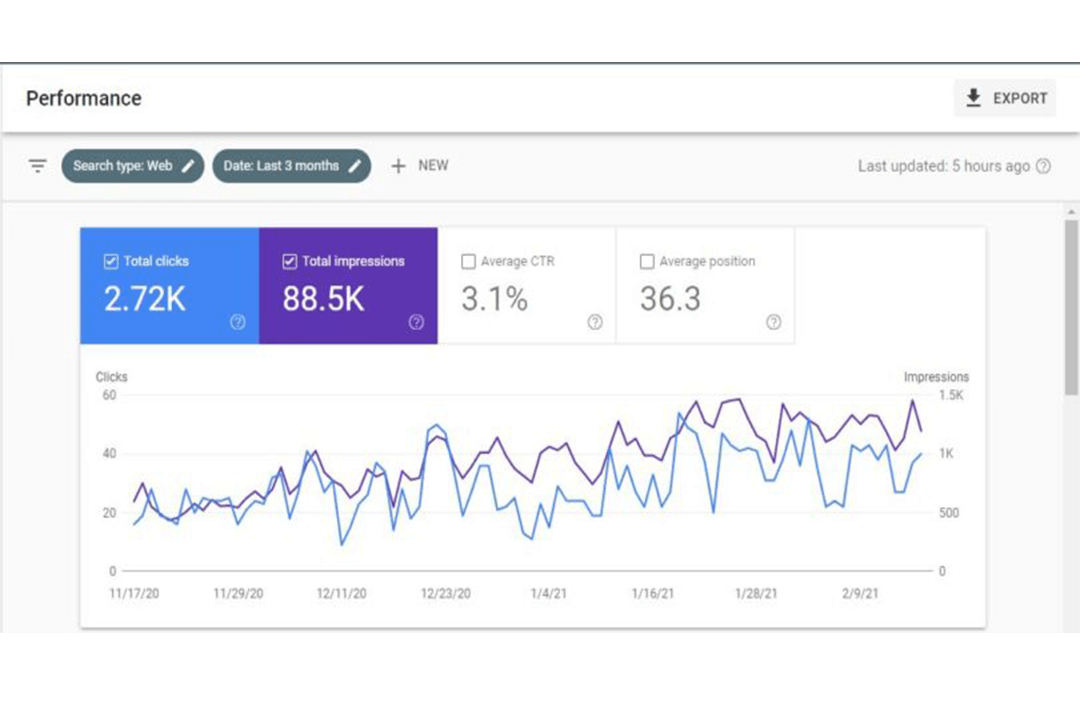 Performance
EXPORT
Search type: Web
Date: Last 3 months
+ NEW
Last updated: 5 hours ago
Total clicks
2.72K
Total impressions
88.5K
Average CTR
3.1%
Average position
36.3
Clicks
Impressions
60
1.5K
40
1K
20
500
0
0
11/17/20
11/29/20
12/11/20
12/23/20
1/4/21
1/16/21
1/28/21
2/9/21